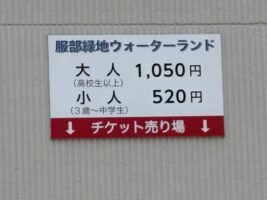 服部緑地ウォーターランド
大人 1,050円
(高校生以上)
小人 520円
(3歳〜中学生)
↓ チケット売り場 ↓